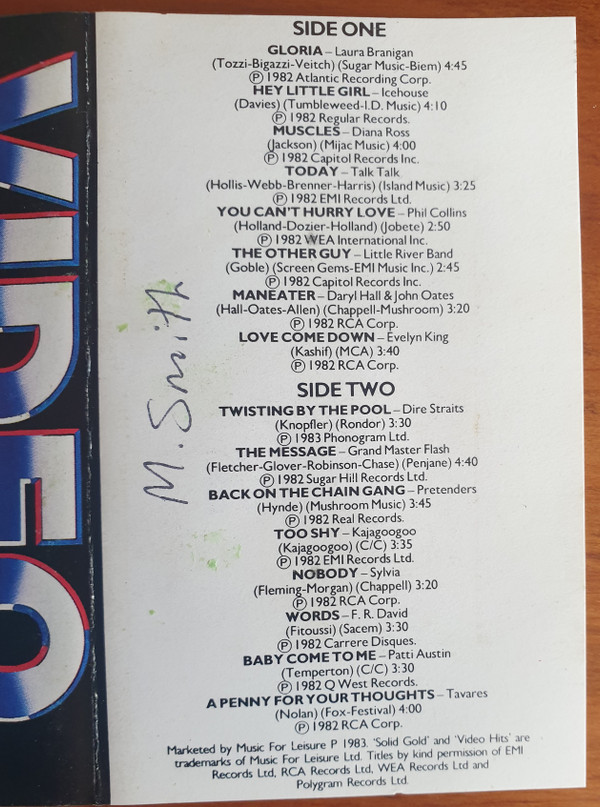 VIDEO
M. Smith
SIDE ONE
GLORIA – Laura Branigan
(Tozzi-Bigazzi-Veitch) (Sugar Music-Biem) 4:45
Ⓟ 1982 Atlantic Recording Corp.
HEY LITTLE GIRL – Icehouse
(Davies) (Tumbleweed-I.D. Music) 4:10
Ⓟ 1982 Regular Records.
MUSCLES – Diana Ross
(Jackson) (Mijac Music) 4:00
Ⓟ 1982 Capitol Records Inc.
TODAY – Talk Talk
(Hollis-Webb-Brenner-Harris) (Island Music) 3:25
Ⓟ 1982 EMI Records Ltd.
YOU CAN'T HURRY LOVE – Phil Collins
(Holland-Dozier-Holland) (Jobete) 2:50
Ⓟ 1982 WEA International Inc.
THE OTHER GUY – Little River Band
(Goble) (Screen Gems-EMI Music Inc.) 2:45
Ⓟ 1982 Capitol Records Inc.
MANEATER – Daryl Hall & John Oates
(Hall-Oates-Allen) (Chappell-Mushroom) 3:20
Ⓟ 1982 RCA Corp.
LOVE COME DOWN – Evelyn King
(Kashif) (MCA) 3:40
Ⓟ 1982 RCA Corp.
SIDE TWO
TWISTING BY THE POOL – Dire Straits
(Knopfler) (Rondor) 3:30
Ⓟ 1983 Phonogram Ltd.
THE MESSAGE – Grand Master Flash
(Fletcher-Glover-Robinson-Chase) (Penjane) 4:40
Ⓟ 1982 Sugar Hill Records Ltd.
BACK ON THE CHAIN GANG – Pretenders
(Hynde) (Mushroom Music) 3:45
Ⓟ 1982 Real Records.
TOO SHY – Kajagoogoo
(Kajagoogoo) (C/C) 3:35
Ⓟ 1982 EMI Records Ltd.
NOBODY – Sylvia
(Fleming-Morgan) (Chappell) 3:20
Ⓟ 1982 RCA Corp.
WORDS – F. R. David
(Fitoussi) (Sacem) 3:30
Ⓟ 1982 Carrere Disques.
BABY COME TO ME – Patti Austin
(Temperton) (C/C) 3:30
Ⓟ 1982 Q West Records.
A PENNY FOR YOUR THOUGHTS – Tavares
(Nolan) (Fox-Festival) 4:00
Ⓟ 1982 RCA Corp.
Marketed by Music For Leisure P 1983. 'Solid Gold' and 'Video Hits' are
trademarks of Music For Leisure Ltd. Titles by kind permission of EMI
Records Ltd, RCA Records Ltd, WEA Records Ltd and
Polygram Records Ltd.